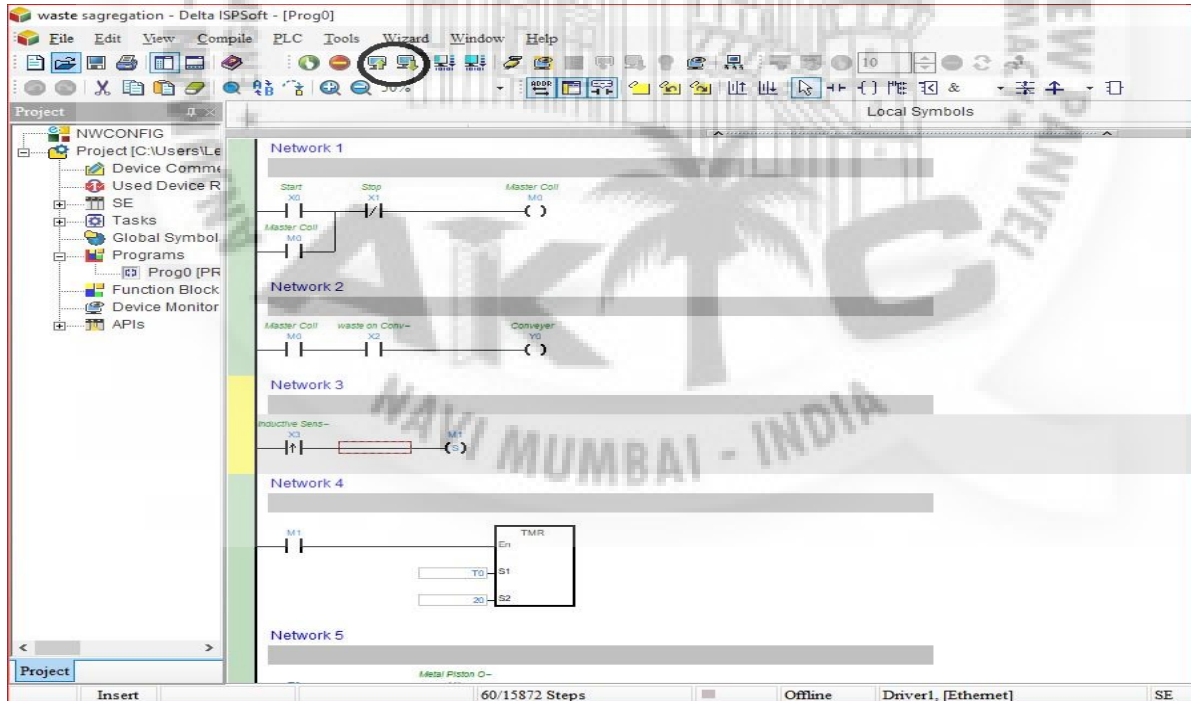 waste sagregation - Delta ISPSoft - [Prog0]
File Edit View Compile PLC Tools Wizard Window Help
10
Project
Local Symbols
NWCONFIG
Project [C:\Users\Le
Device Comme
Used Device R
SE
Tasks
Global Symbol
Programs
Prog0 [PR
Function Block
Device Monitor
APIs
Network 1
Start Stop Master Coil
X0 X1 M0
Master Coil
M0
Network 2
Master Coil waste on Conv~ Conveyer
M0 X2 Y0
Network 3
Inductive Sens~
X3 M1
S
Network 4
M1 TMR
En
T0 S1
20 S2
Network 5
Metal Piston O~
Project
Insert 60/15872 Steps Offline Driver1, [Ethernet] SE
AKTC
NAVI MUMBAI - INDIA
NEW PANVEL